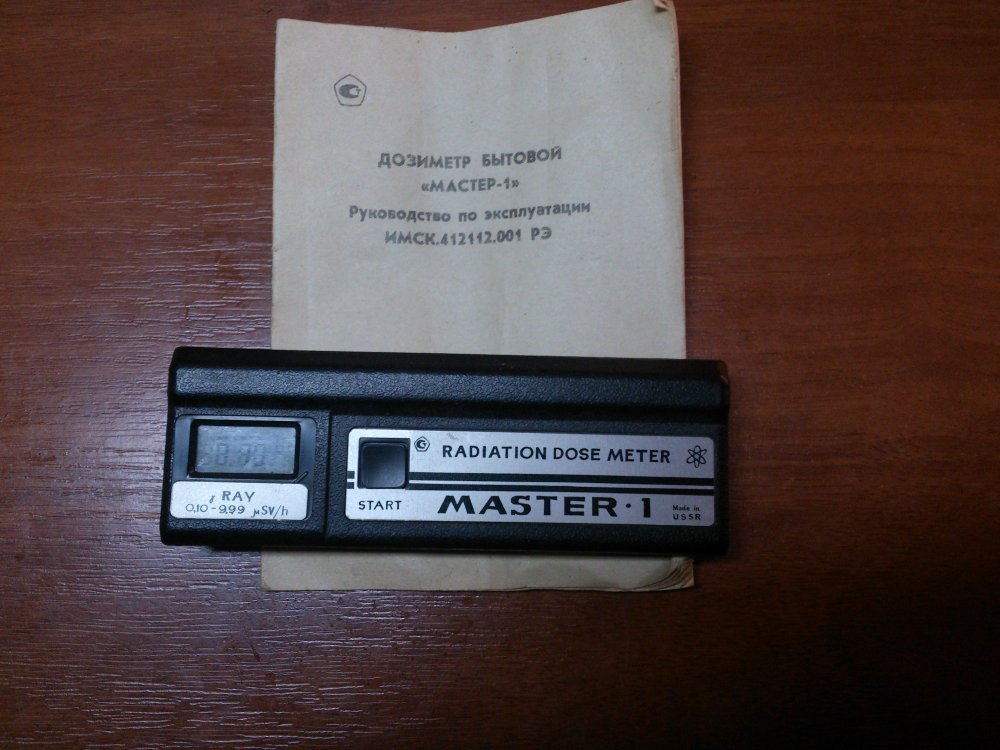 ДОЗИМЕТР БЫТОВОЙ
«МАСТЕР-1»
Руководство по эксплуатации
ИМСК.412112.001 РЭ
RADIATION DOSE METER
γ RAY
0,10 - 9,99 μSV/h
START
MASTER · 1
Made in
USSR